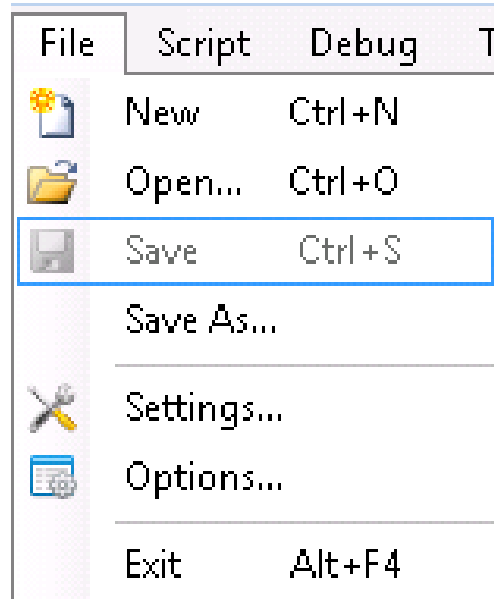 File Script Debug T
New Ctrl+N
Open... Ctrl+O
Save Ctrl+S
Save As...
Settings...
Options...
Exit Alt+F4